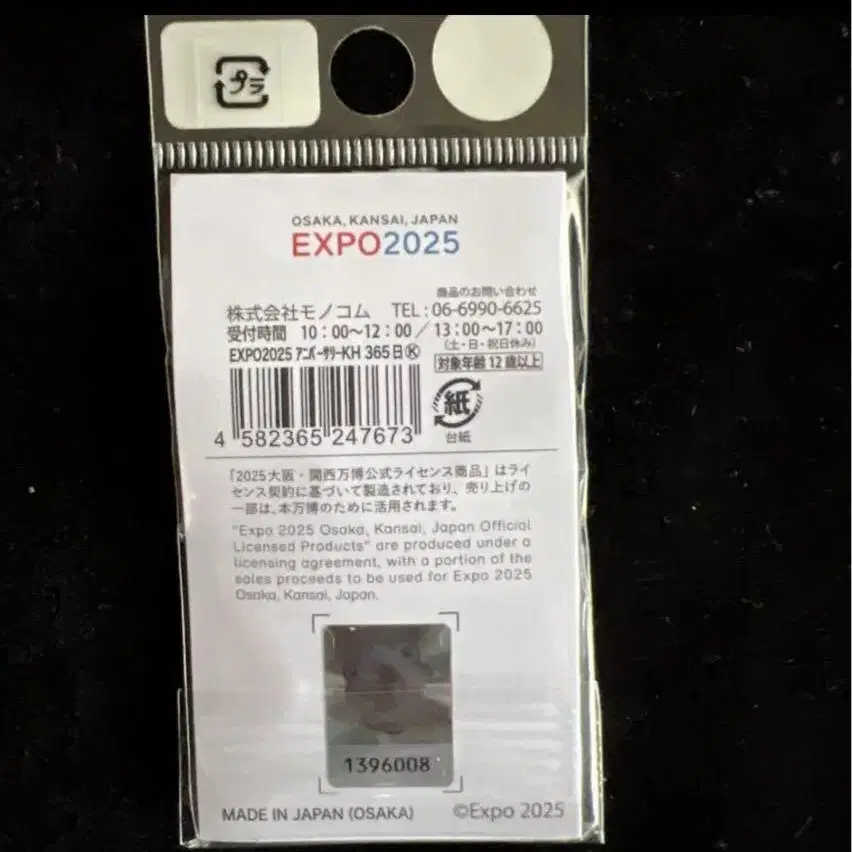 プラ
OSAKA, KANSAI, JAPAN
EXPO2025
商品のお問い合わせ
株式会社モノコム TEL:06-6990-6625
受付時間 10:00〜12:00/13:00〜17:00
(土・日・祝日休み)
EXPO2025 ｱﾆﾊﾞｰｻﾘｰKH 365日Ⓚ 対象年齢12歳以上
4 582365 247673
紙
台紙
「2025大阪・関西万博公式ライセンス商品」はライ
センス契約に基づいて製造されており、売り上げの
一部は、本万博のために活用されます。
"Expo 2025 Osaka, Kansai, Japan Official
Licensed Products" are produced under a
licensing agreement, with a portion of the
sales proceeds to be used for Expo 2025
Osaka, Kansai, Japan.
1396008
MADE IN JAPAN (OSAKA) ©Expo 2025